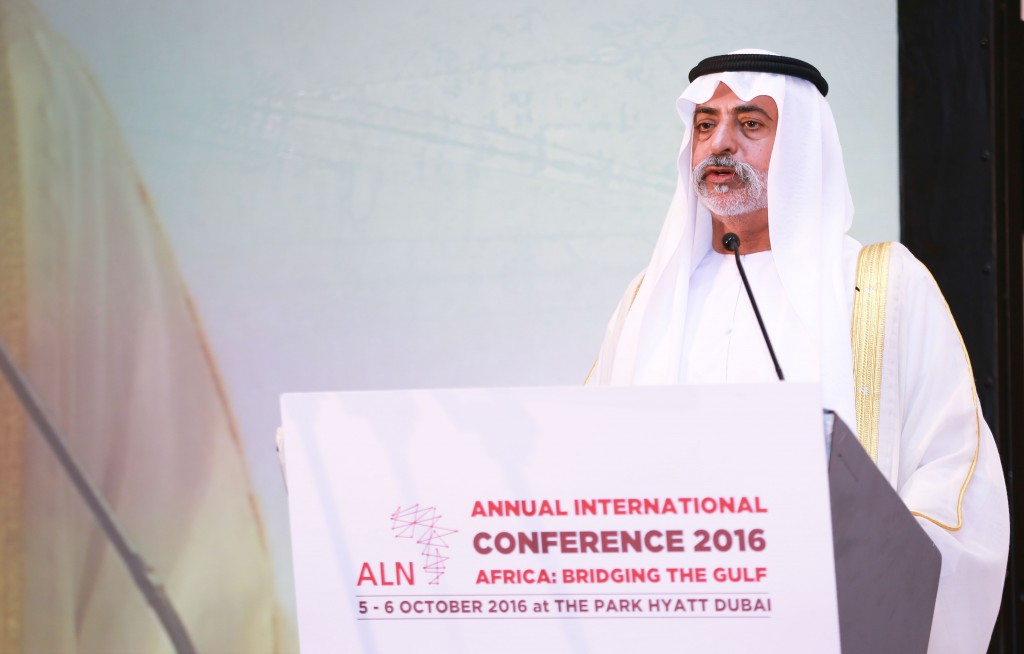 ALN
ANNUAL INTERNATIONAL
CONFERENCE 2016
AFRICA: BRIDGING THE GULF
5 - 6 OCTOBER 2016 at THE PARK HYATT DUBAI